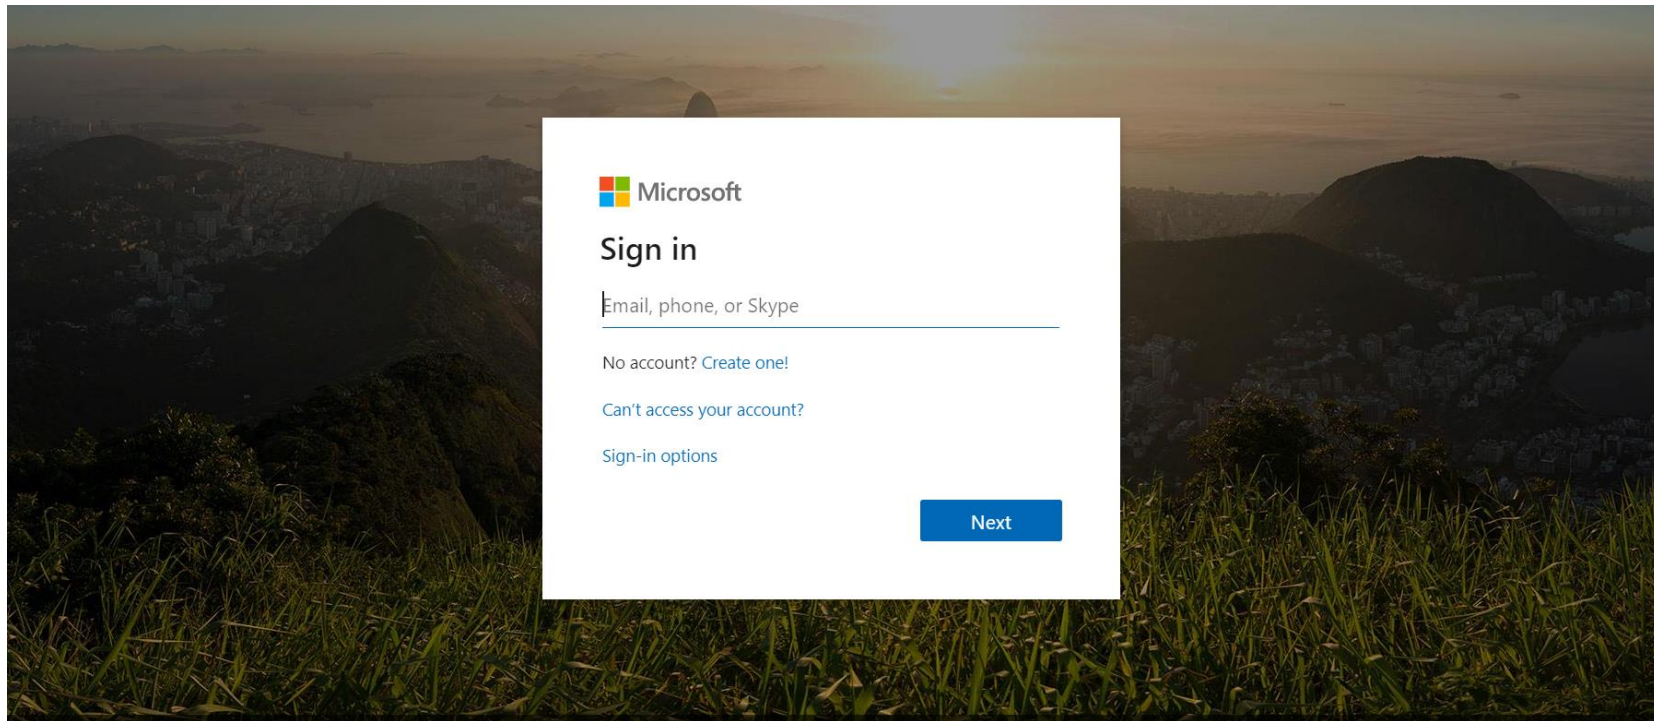 Microsoft
Sign in
Email, phone, or Skype
No account? Create one!
Can't access your account?
Sign-in options
Next